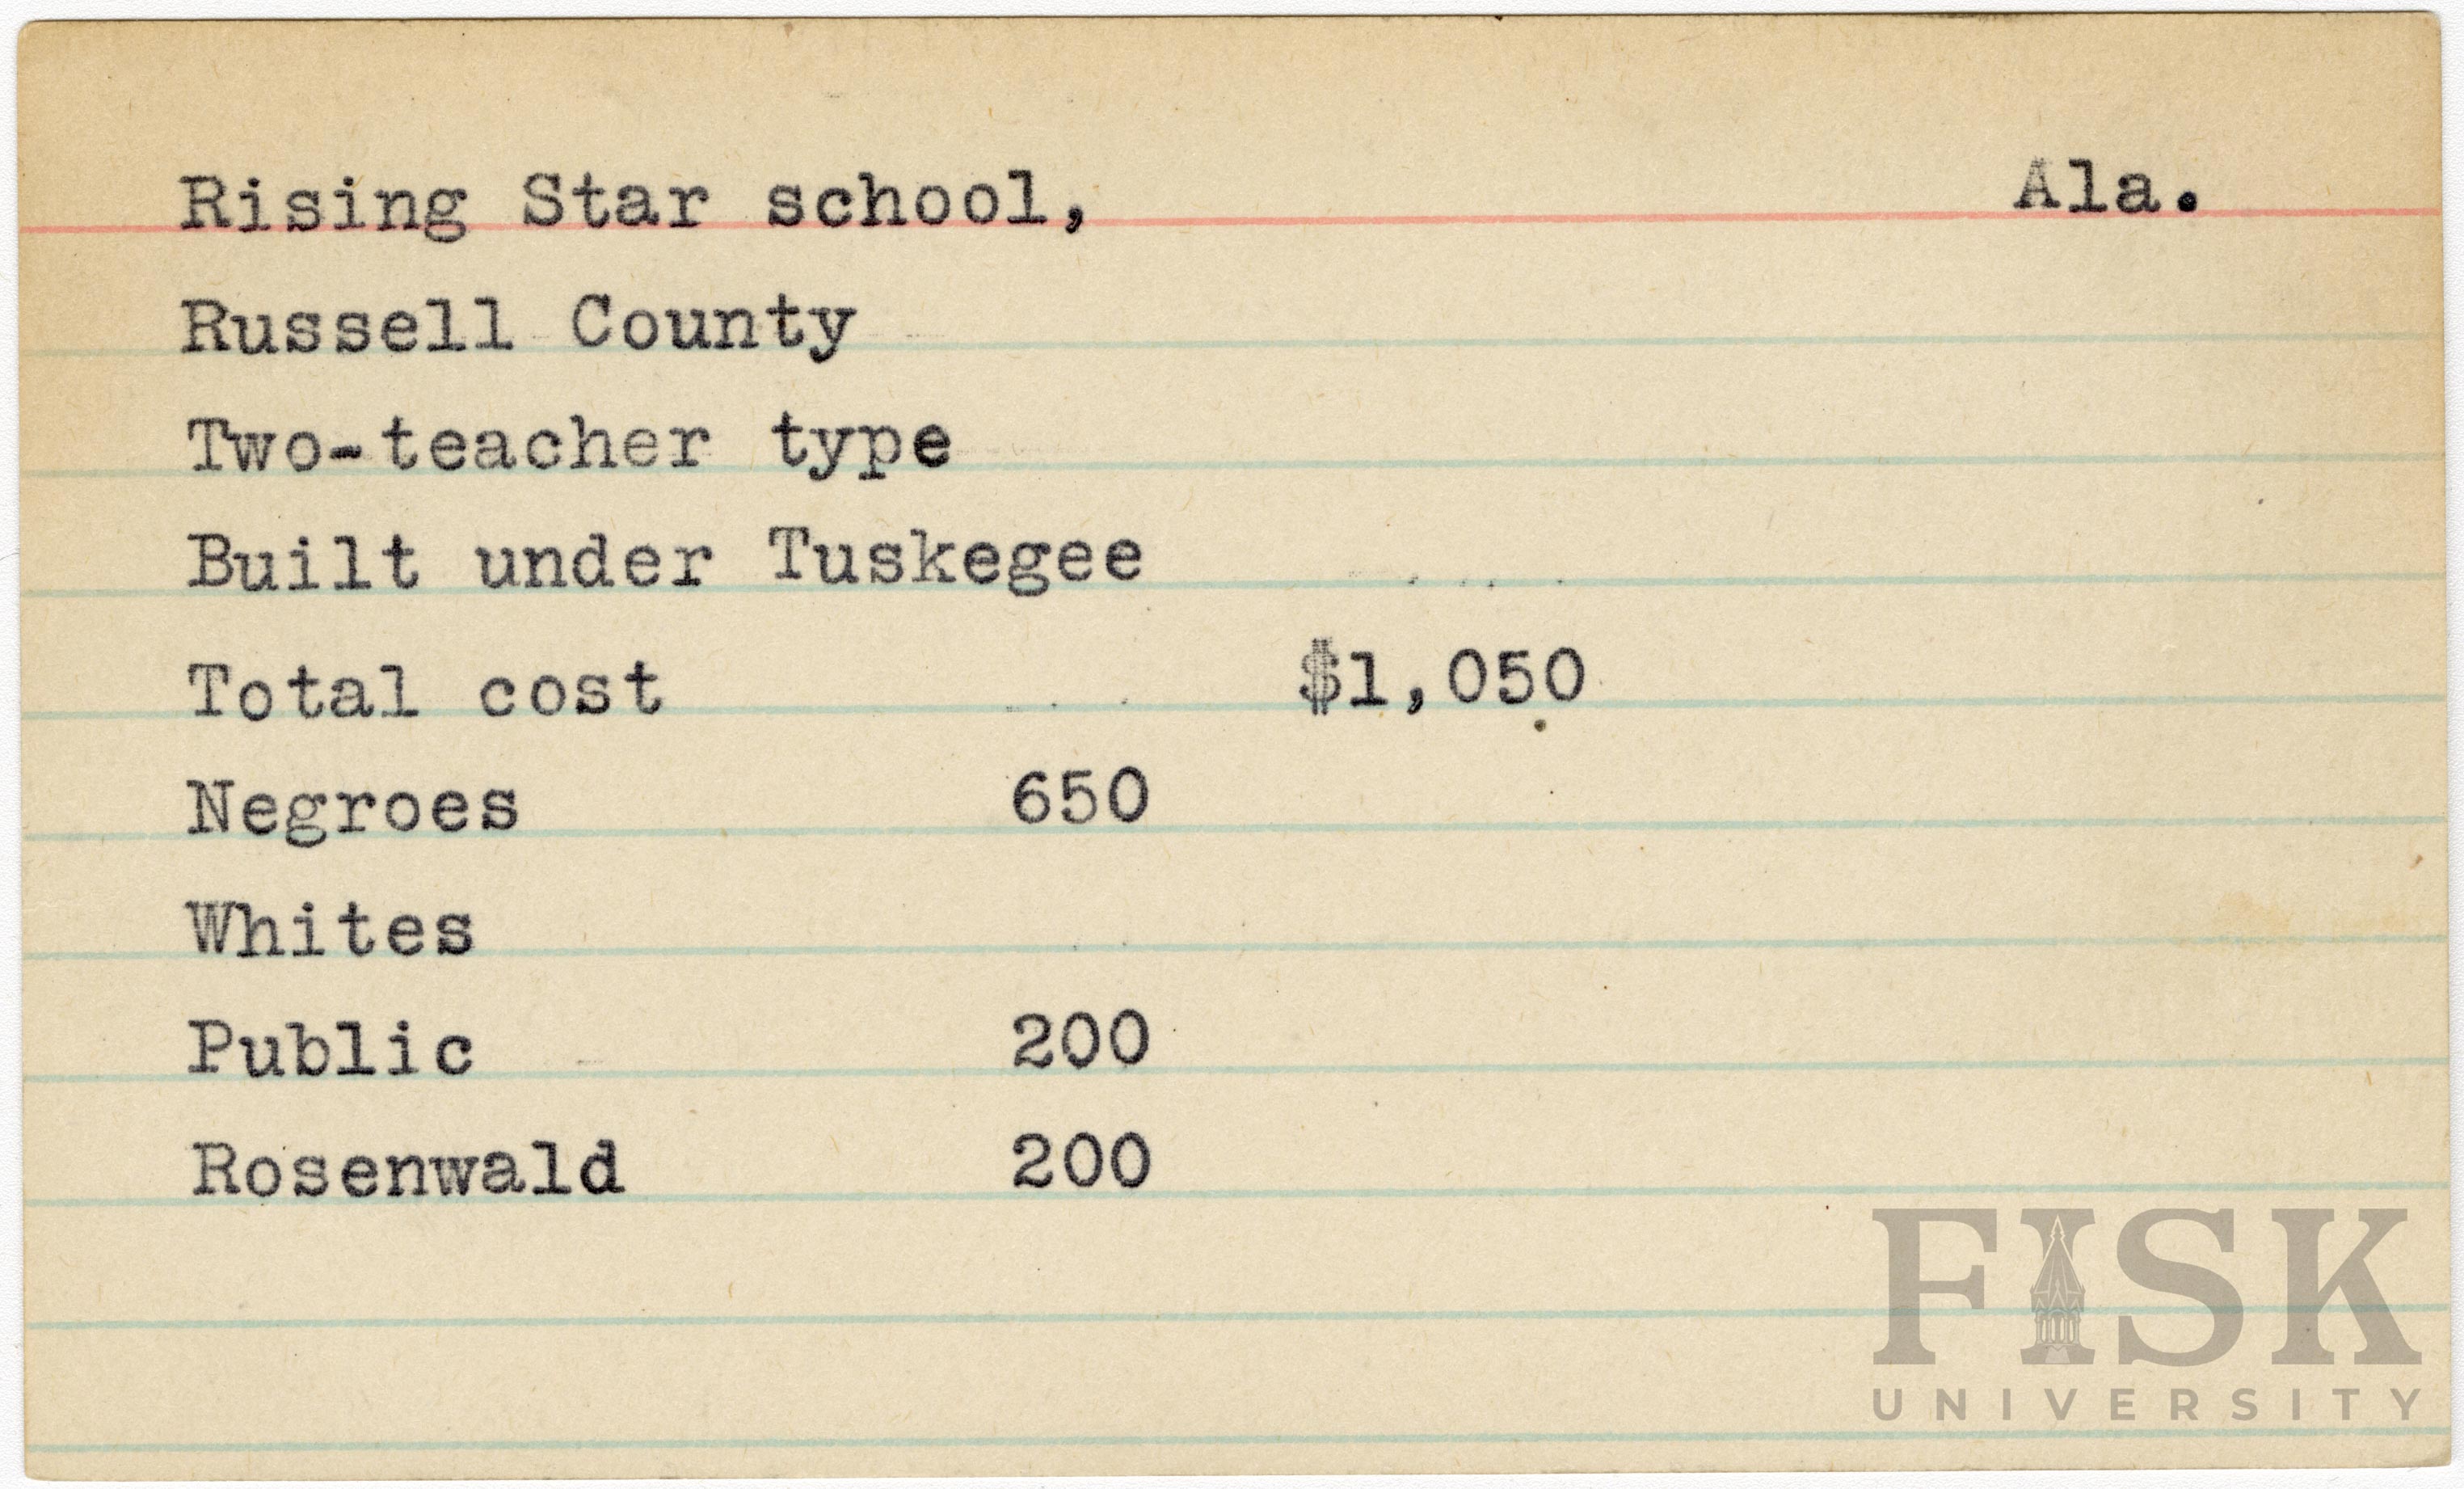 Rising Star school, Ala.
Russell County
Two-teacher type
Built under Tuskegee
Total cost $1,050
Negroes 650
Whites
Public 200
Rosenwald 200
FISK
UNIVERSITY